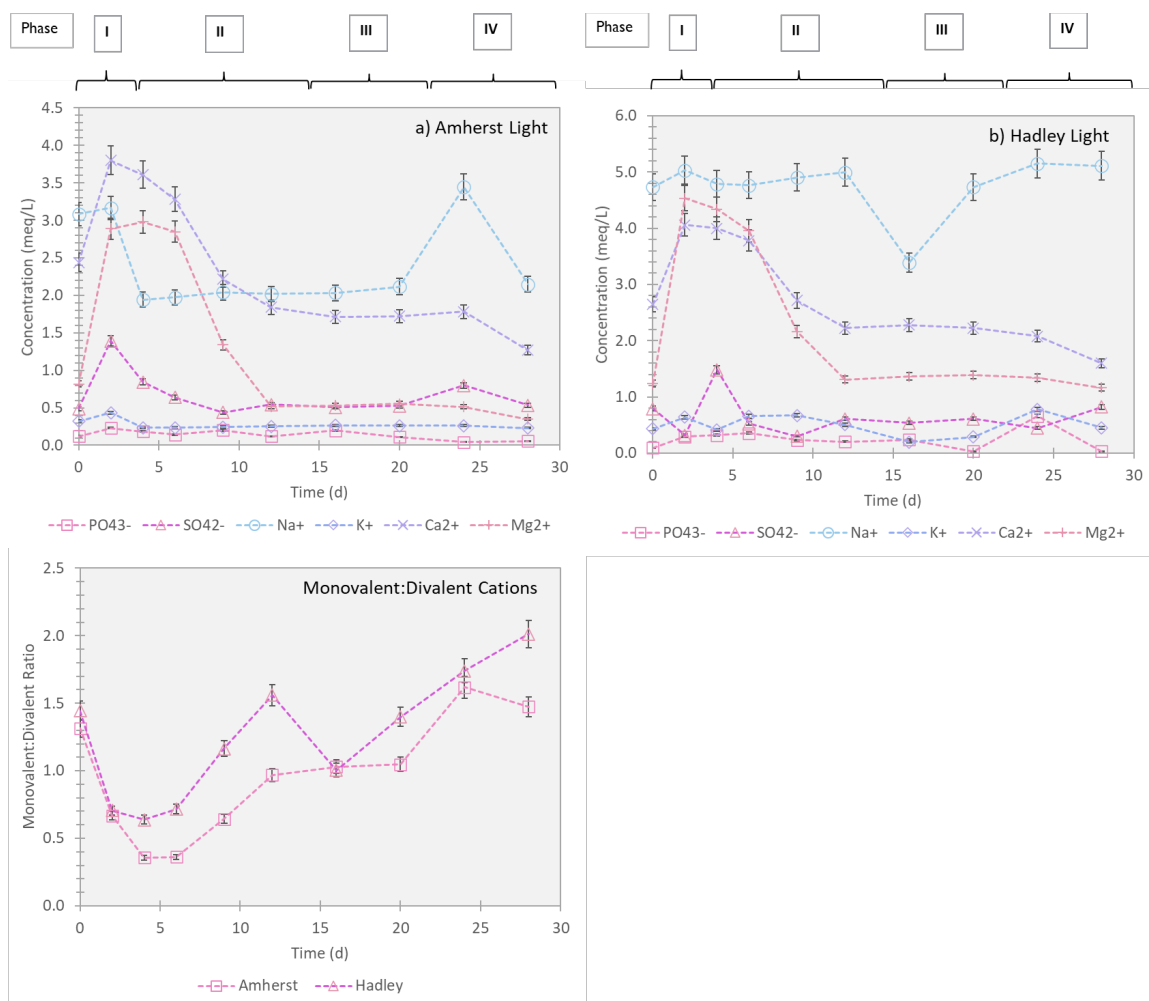 Phase I II III IV
Phase I II III IV
a) Amherst Light
4.5
4.0
3.5
3.0
2.5
2.0
1.5
1.0
0.5
0.0
Concentration (meq/L)
0 5 10 15 20 25 30
Time (d)
PO43- SO42- Na+ K+ Ca2+ Mg2+
b) Hadley Light
6.0
5.0
4.0
3.0
2.0
1.0
0.0
Concentration (meq/L)
0 5 10 15 20 25 30
Time (d)
PO43- SO42- Na+ K+ Ca2+ Mg2+
Monovalent:Divalent Cations
2.5
2.0
1.5
1.0
0.5
0.0
Monovalent:Divalent Ratio
0 5 10 15 20 25 30
Time (d)
Amherst Hadley